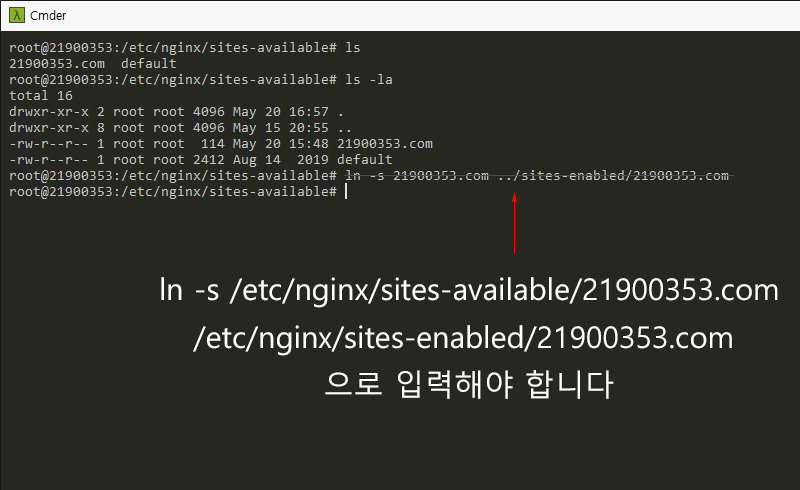 Cmder
root@21900353:/etc/nginx/sites-available# ls
21900353.com  default
root@21900353:/etc/nginx/sites-available# ls -la
total 16
drwxr-xr-x 2 root root 4096 May 20 16:57 .
drwxr-xr-x 8 root root 4096 May 15 20:55 ..
-rw-r--r-- 1 root root  114 May 20 15:48 21900353.com
-rw-r--r-- 1 root root 2412 Aug 14  2019 default
root@21900353:/etc/nginx/sites-available# ln -s 21900353.com ../sites-enabled/21900353.com
root@21900353:/etc/nginx/sites-available#
ln -s /etc/nginx/sites-available/21900353.com
/etc/nginx/sites-enabled/21900353.com
으로 입력해야 합니다